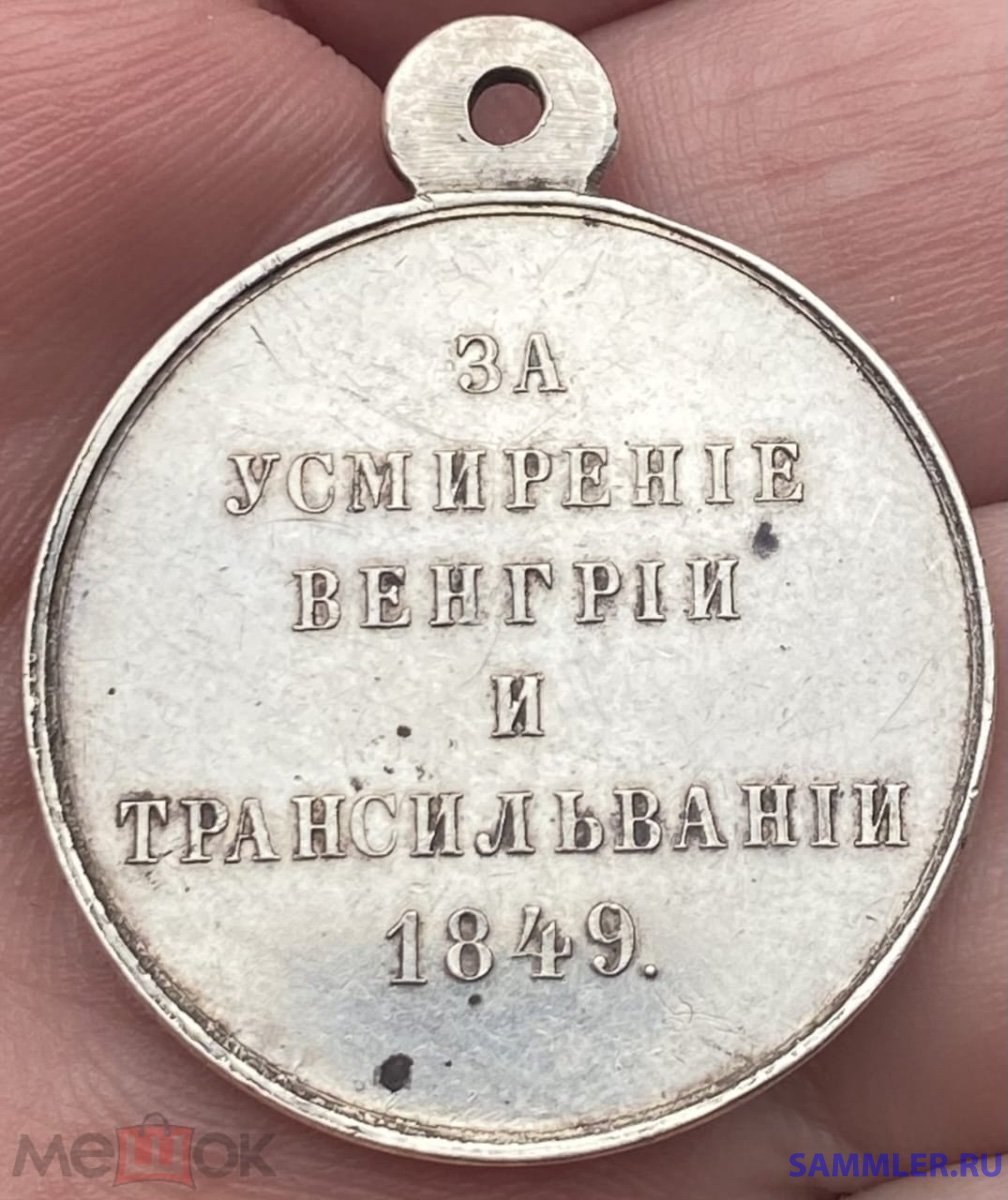 ЗА
УСМИРЕНІЕ
ВЕНГРІИ
И
ТРАНСИЛЬВАНІИ
1849.
мешок
SAMMLER.RU